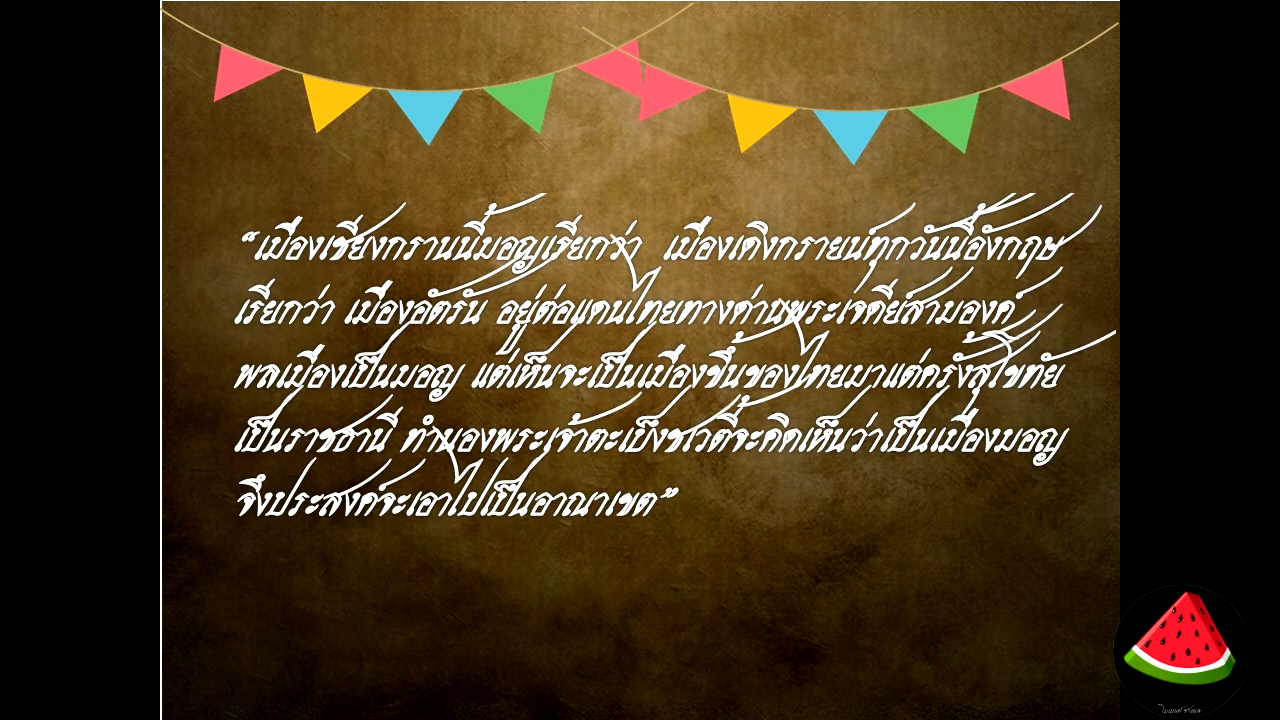 “เมืองเชียงกรานนี้มอญเรียกว่า เมืองเดิงกรายน์ทุกวันนี้อังกฤษ
เรียกว่า เมืองอัตรัน อยู่ต่อแดนไทยทางด่านพระเจดีย์สามองค์
พลเมืองเป็นมอญ แต่เห็นจะเป็นเมืองขึ้นของไทยมาแต่ครั้งสุโขทัย
เป็นราชธานี ทำนองพระเจ้าตะเบ็งชเวตี้จะคิดเห็นว่าเป็นเมืองมอญ
จึงประสงค์จะเอาไปเป็นอาณาเขต”